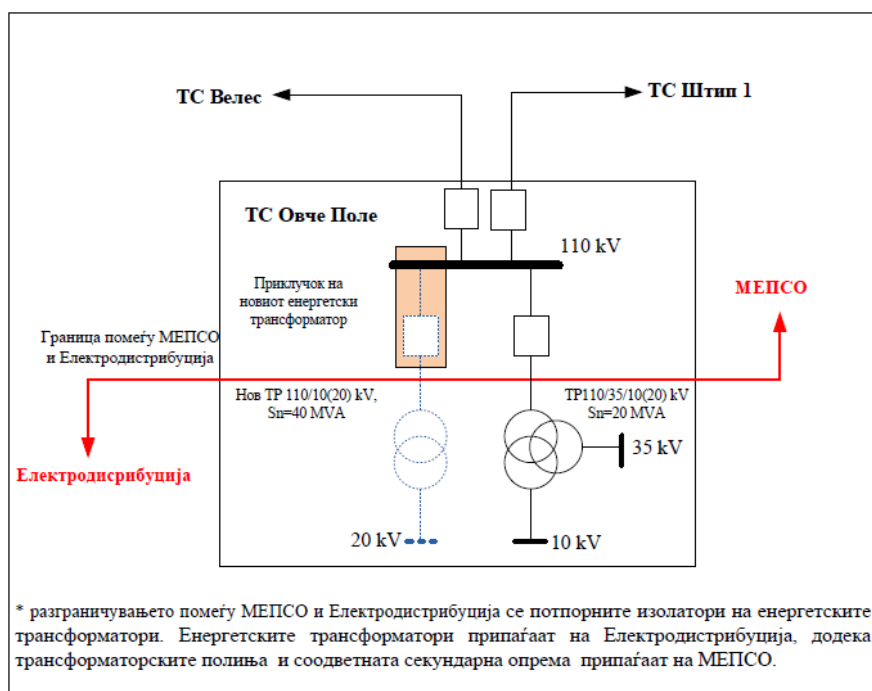 ТС Велес
ТС Штип 1
ТС Овче Поле
110 kV
Приклучок на
новиот енергетски
трансформатор
МЕПСО
Граница помеѓу МЕПСО
и Електродистрибуција
Нов ТР 110/10(20) kV,
Sn=40 MVA
ТР110/35/10(20) kV
Sn=20 MVA
35 kV
Електродисрибуција
20 kV
10 kV
* разграничувањето помеѓу МЕПСО и Електродистрибуција се потпорните изолатори на енергетските
трансформатори. Енергетските трансформатори припаѓаат на Електродистрибуција, додека
трансформаторските полиња и соодветната секундарна опрема припаѓаат на МЕПСО.